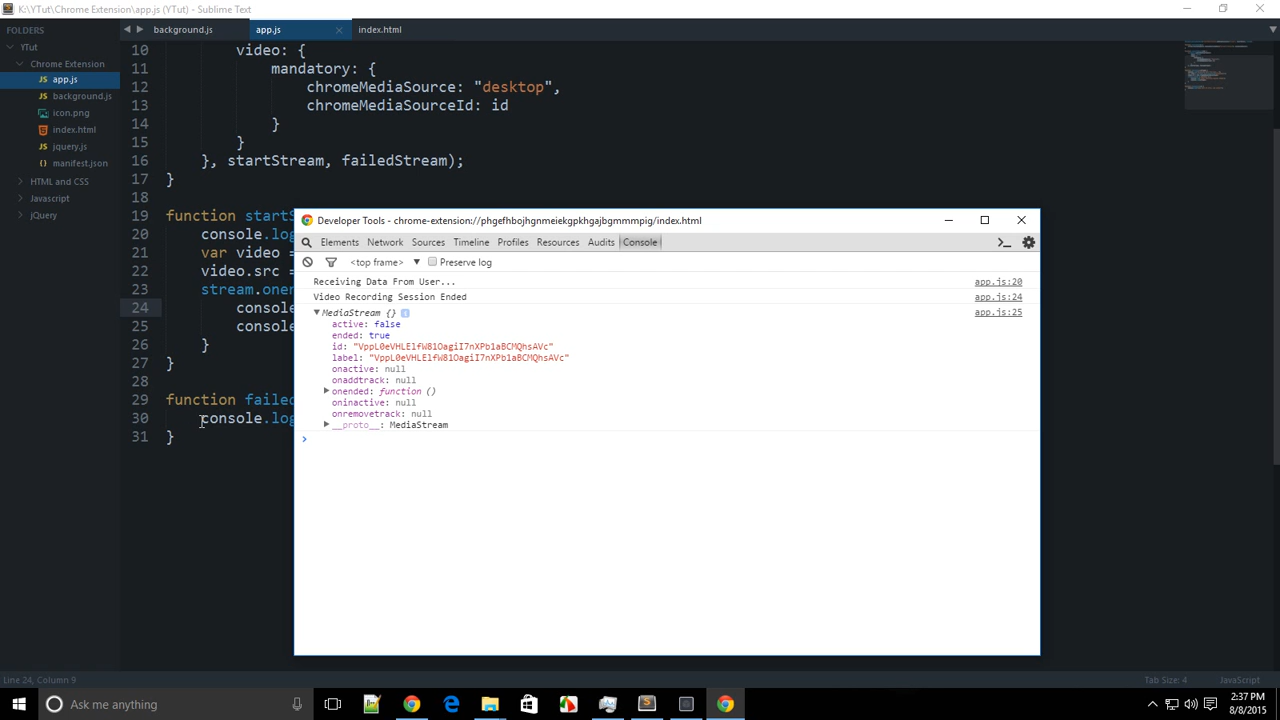 K:\YTut\Chrome Extension\app.js (YTut) - Sublime Text
FOLDERS
YTut
Chrome Extension
app.js
background.js
icon.png
index.html
jquery.js
manifest.json
HTML and CSS
Javascript
jQuery
background.js app.js index.html
10 video: {
11 mandatory: {
12 chromeMediaSource: "desktop",
13 chromeMediaSourceId: id
14 }
15 }
16 }, startStream, failedStream);
17 }
18
19 function startS
20 console.log
21 var video =
22 video.src =
23 stream.onen
24 console
25 console
26 }
27 }
28
29 function failed
30 console.log
31 }
Developer Tools - chrome-extension://phgefhbojhgnmeiekgpkhgajbgmmmpig/index.html
Elements Network Sources Timeline Profiles Resources Audits Console
<top frame> Preserve log
Receiving Data From User... app.js:20
Video Recording Session Ended app.js:24
MediaStream {} app.js:25
active: false
ended: true
id: "VppL0eVHLElfW8lOagiI7nXPb1aBCMQhsAVc"
label: "VppL0eVHLElfW8lOagiI7nXPb1aBCMQhsAVc"
onactive: null
onaddtrack: null
onended: function ()
oninactive: null
onremovetrack: null
__proto__: MediaStream
Line 24, Column 9 Tab Size: 4 JavaScript
Ask me anything
2:37 PM
8/8/2015